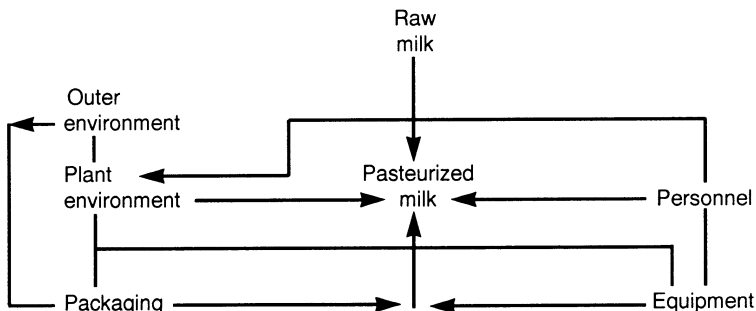 Raw
milk
Outer
environment
Plant
environment
Pasteurized
milk
Personnel
Packaging
Equipment